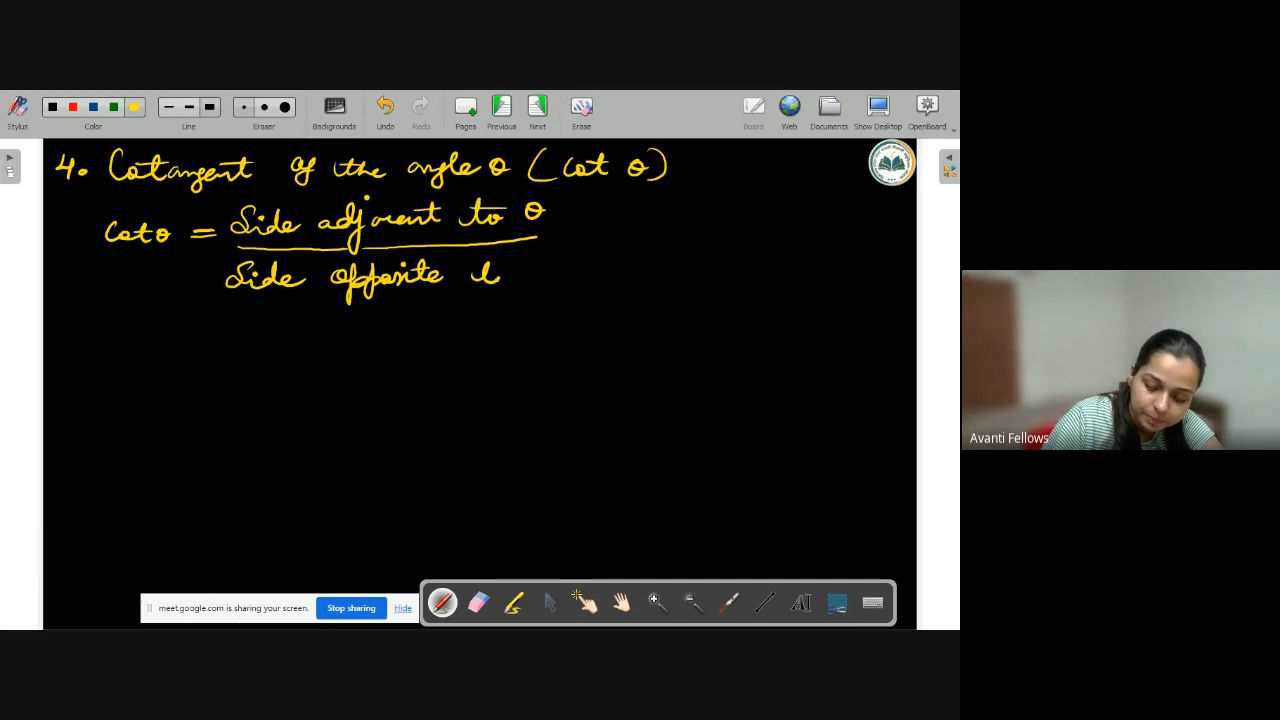 Stylus Color Line Eraser Backgrounds Undo Redo Pages Previous Next Erase Board Web Documents Show Desktop OpenBoard
4. Cotangent of the angle θ (cot θ)
cot θ = Side adjacent to θ
Side opposite t
Avanti Fellows
meet.google.com is sharing your screen. Stop sharing Hide
AI